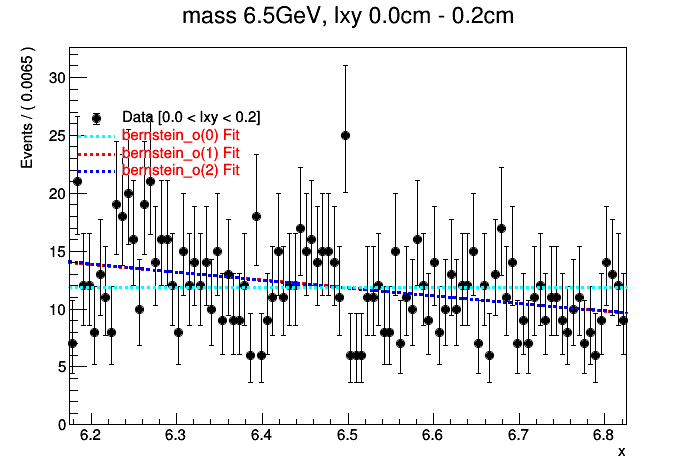 mass 6.5GeV, lxy 0.0cm - 0.2cm
Events / ( 0.0065 )
30
25
20
15
10
5
0
Data [0.0 < lxy < 0.2]
bernstein_o(0) Fit
bernstein_o(1) Fit
bernstein_o(2) Fit
6.2 6.3 6.4 6.5 6.6 6.7 6.8
x